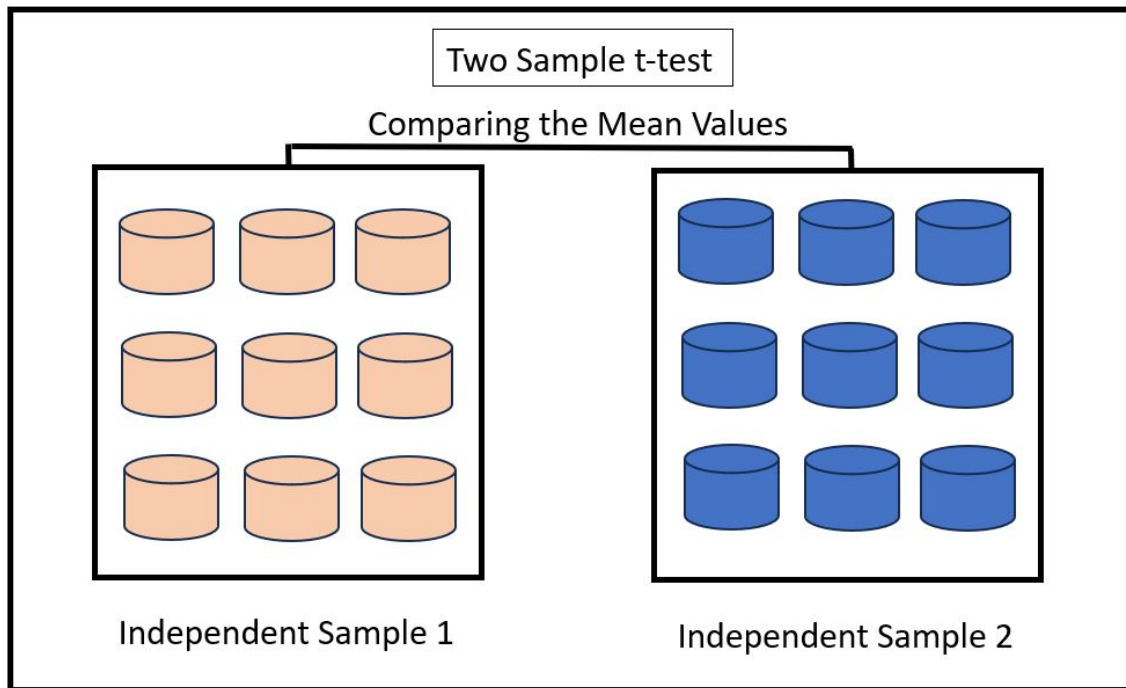 Two Sample t-test
Comparing the Mean Values
Independent Sample 1
Independent Sample 2